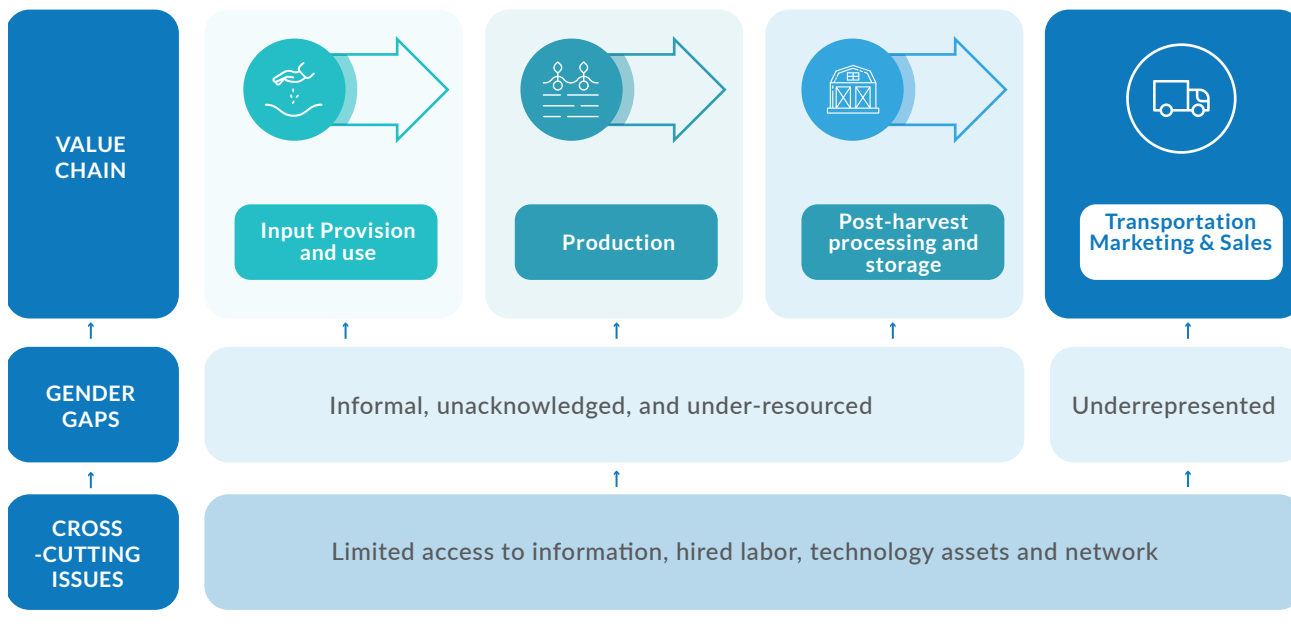 VALUE
CHAIN
Input Provision
and use
Production
Post-harvest
processing and
storage
Transportation
Marketing & Sales
GENDER
GAPS
Informal, unacknowledged, and under-resourced
Underrepresented
CROSS
-CUTTING
ISSUES
Limited access to information, hired labor, technology assets and network